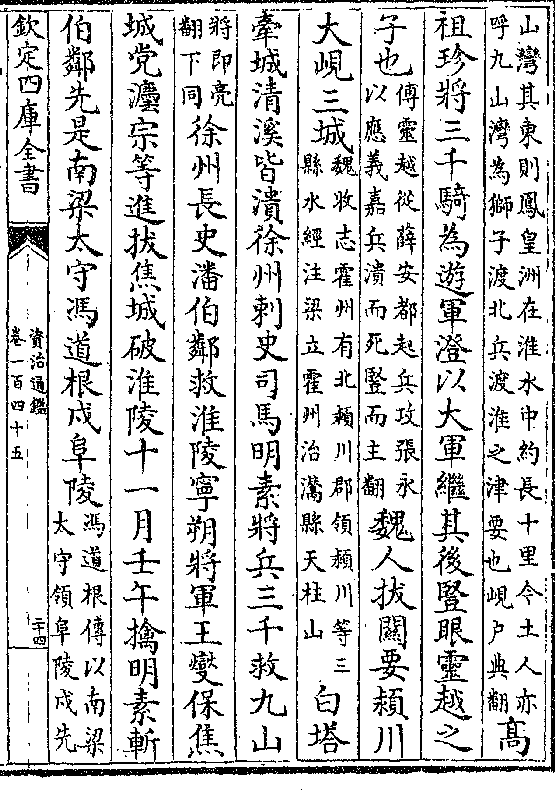 山灣其東則鳳皇洲在淮水中約長十里今土人亦
呼九山灣為獅子渡北兵渡淮之津要也峴户典翻
高
祖珍將三千騎為遊軍澄以大軍繼其後豎眼靈越之
子也
傅靈越從薛安都起兵攻張永
以應義嘉兵潰而死豎而主翻
魏人拔關要潁川
大峴三城
魏收志霍州有北潁川郡領潁川等三
縣水經注梁立霍州治灊縣天柱山
白塔
牽城清溪皆潰徐州刺史司馬明素將兵三千救九山
將即亮
翻下同
徐州長史潘伯鄰救淮陵寧朔將軍王燮保焦
城党灋宗等進拔焦城破淮陵十一月壬午擒明素斬
伯鄰先是南梁太守馮道根戍阜陵
馮道根傳以南梁
太守領阜陵戍先
欽定四庫全書
資治通鑑
卷一百四十五
二十四